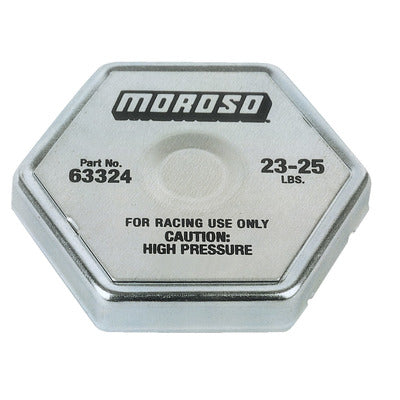 MOROSO
Part No.
63324
23-25
LBS.
FOR RACING USE ONLY
CAUTION:
HIGH PRESSURE